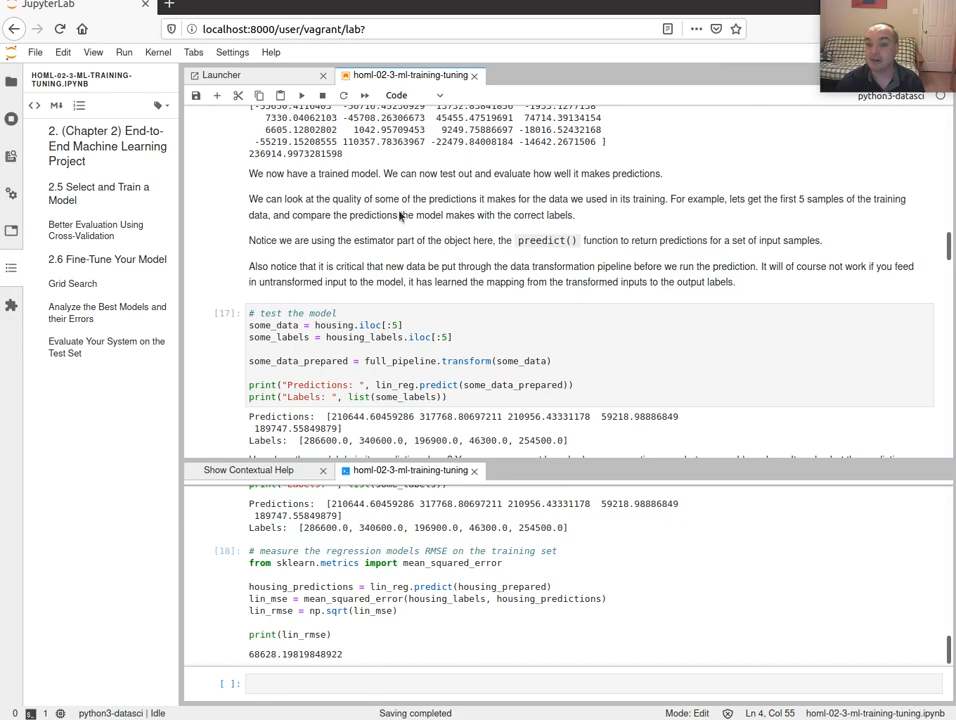 JupyterLab
localhost:8000/user/vagrant/lab?
File Edit View Run Kernel Tabs Settings Help
HOML-02-3-ML-TRAINING-
TUNING.IPYNB
2. (Chapter 2) End-to-
End Machine Learning
Project
2.5 Select and Train a
Model
Better Evaluation Using
Cross-Validation
2.6 Fine-Tune Your Model
Grid Search
Analyze the Best Models and
their Errors
Evaluate Your System on the
Test Set
Launcher
homl-02-3-ml-training-tuning
Code
python3-datasci
7330.04062103 -45708.26306673 45455.47519691 74714.39134154
6605.12802802 1042.95709453 9249.75886697 -18016.52432168
-55219.15208555 110357.78363967 -22479.84008184 -14642.2671506 ]
236914.9973281598
We now have a trained model. We can now test out and evaluate how well it makes predictions.
We can look at the quality of some of the predictions it makes for the data we used in its training. For example, lets get the first 5 samples of the training
data, and compare the predictions the model makes with the correct labels.
Notice we are using the estimator part of the object here, the preedict() function to return predictions for a set of input samples.
Also notice that it is critical that new data be put through the data transformation pipeline before we run the prediction. It will of course not work if you feed
in untransformed input to the model, it has learned the mapping from the transformed inputs to the output labels.
[17]: # test the model
some_data = housing.iloc[:5]
some_labels = housing_labels.iloc[:5]
some_data_prepared = full_pipeline.transform(some_data)
print("Predictions: ", lin_reg.predict(some_data_prepared))
print("Labels: ", list(some_labels))
Predictions: [210644.60459286 317768.80697211 210956.43331178 59218.98886849
189747.55849879]
Labels: [286600.0, 340600.0, 196900.0, 46300.0, 254500.0]
Show Contextual Help
homl-02-3-ml-training-tuning
print("Labels: ", list(some_labels))
Predictions: [210644.60459286 317768.80697211 210956.43331178 59218.98886849
189747.55849879]
Labels: [286600.0, 340600.0, 196900.0, 46300.0, 254500.0]
[18]: # measure the regression models RMSE on the training set
from sklearn.metrics import mean_squared_error
housing_predictions = lin_reg.predict(housing_prepared)
lin_mse = mean_squared_error(housing_labels, housing_predictions)
lin_rmse = np.sqrt(lin_mse)
print(lin_rmse)
68628.19819848922
[ ]:
0 1 python3-datasci | Idle Saving completed Mode: Edit Ln 4, Col 55 homl-02-3-ml-training-tuning.ipynb